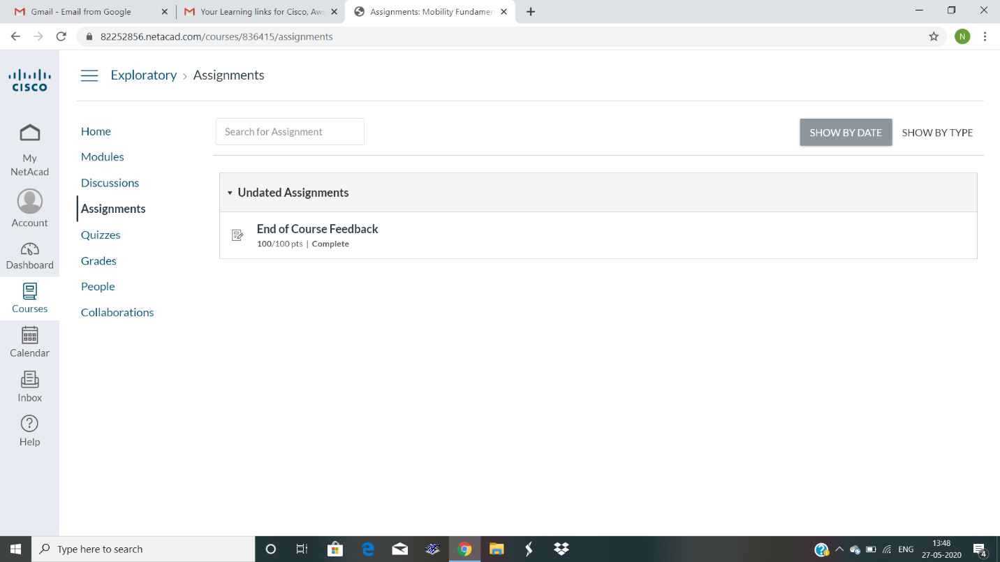 Gmail - Email from Google
Your Learning links for Cisco, Aws
Assignments: Mobility Fundamen
82252856.netacad.com/courses/836415/assignments
N
CISCO
Exploratory › Assignments
My
NetAcad
Account
Dashboard
Courses
Calendar
Inbox
Help
Home
Modules
Discussions
Assignments
Quizzes
Grades
People
Collaborations
Search for Assignment
SHOW BY DATE
SHOW BY TYPE
Undated Assignments
End of Course Feedback
100/100 pts | Complete
Type here to search
ENG
13:48
27-05-2020
4